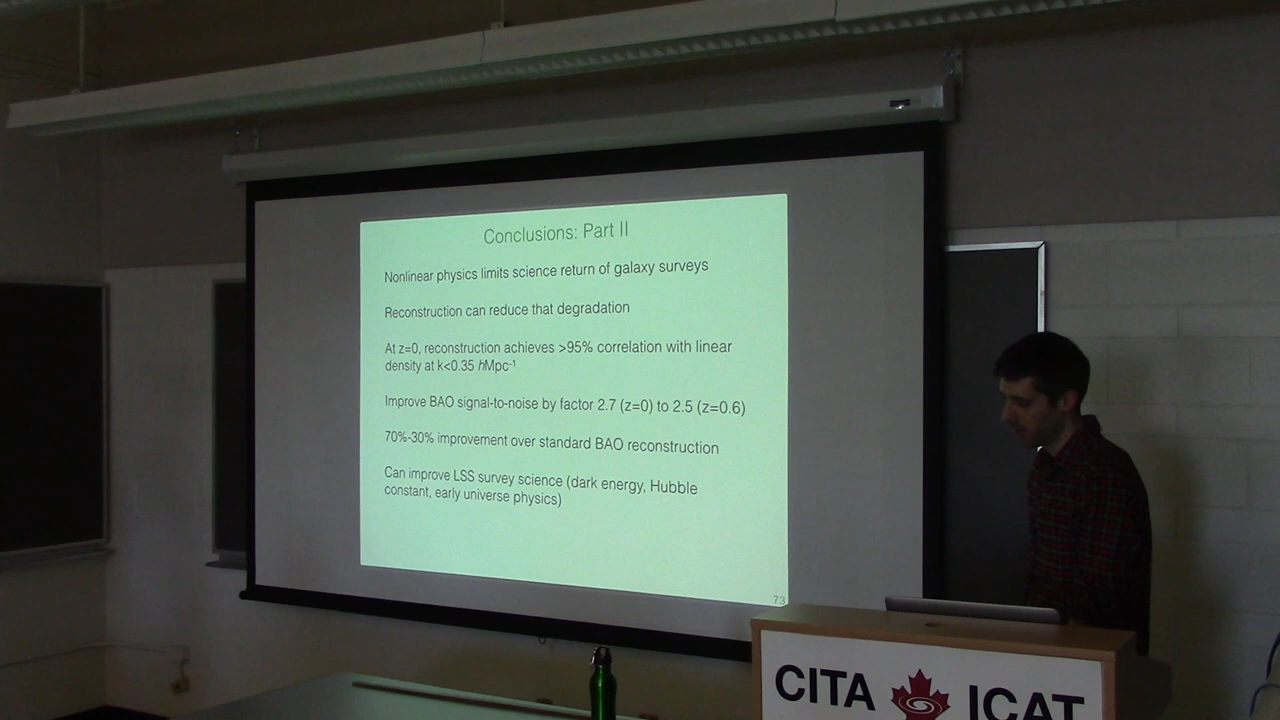 Conclusions: Part II
Nonlinear physics limits science return of galaxy surveys
Reconstruction can reduce that degradation
At z=0, reconstruction achieves >95% correlation with linear
density at k<0.35 hMpc⁻¹
Improve BAO signal-to-noise by factor 2.7 (z=0) to 2.5 (z=0.6)
70%-30% improvement over standard BAO reconstruction
Can improve LSS survey science (dark energy, Hubble
constant, early universe physics)
73
CITA ICAT